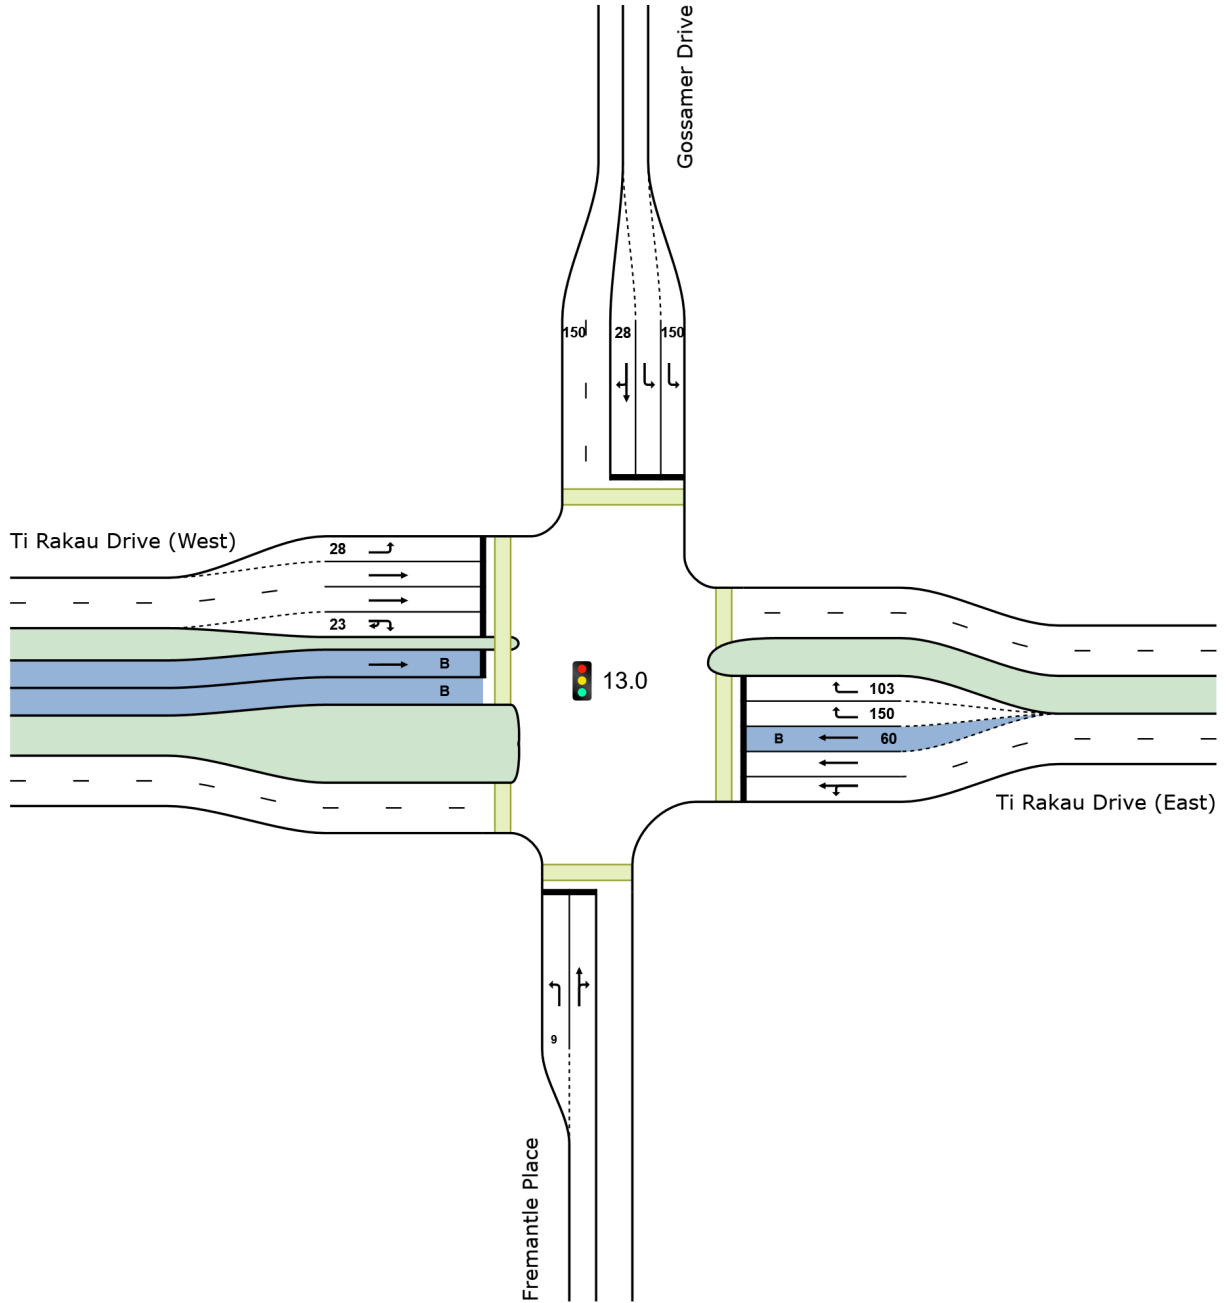 Gossamer Drive
150
28
150
Ti Rakau Drive (West)
28
23
B
B
13.0
103
150
B 60
Ti Rakau Drive (East)
9
Fremantle Place